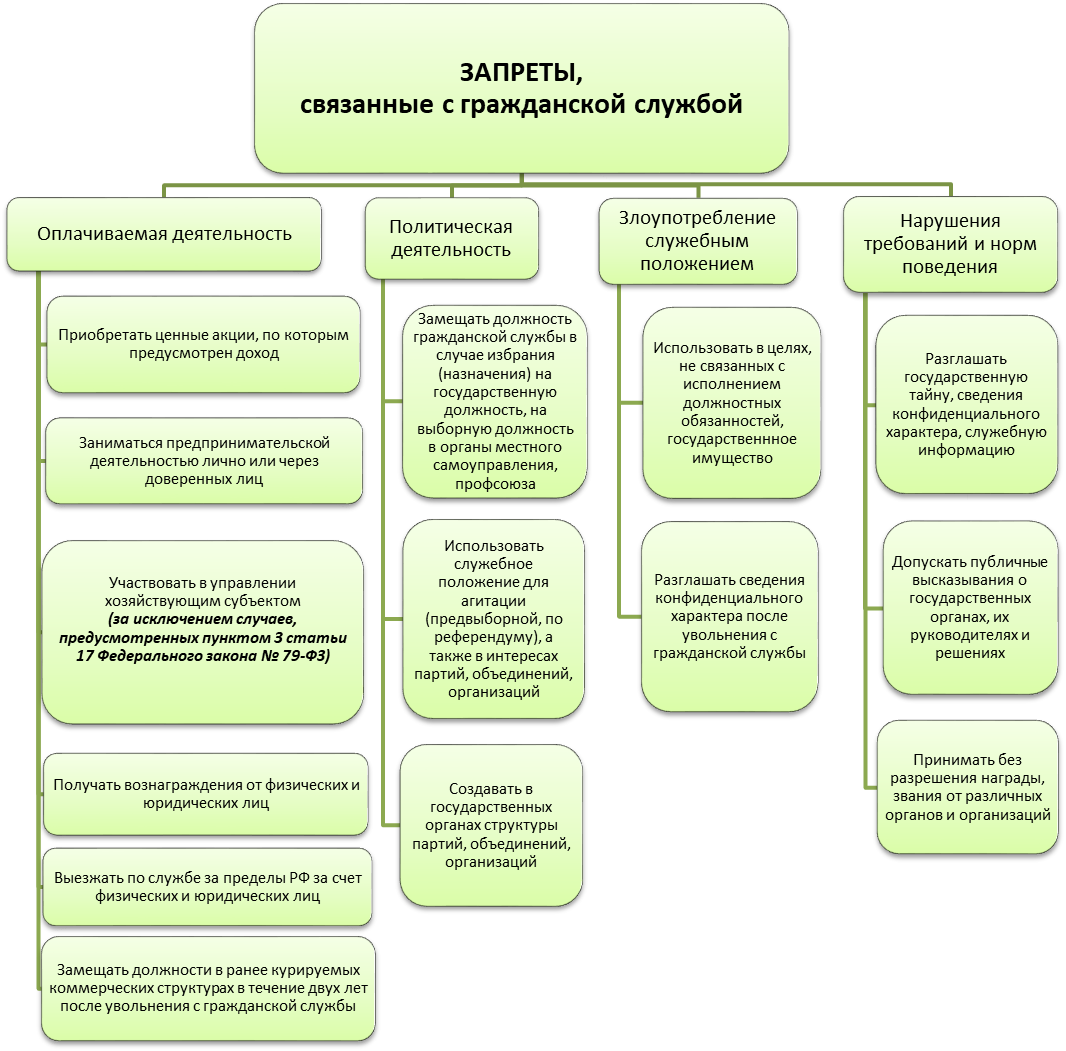 ЗАПРЕТЫ,
связанные с гражданской службой
Оплачиваемая деятельность
Приобретать ценные акции, по которым
предусмотрен доход
Заниматься предпринимательской
деятельностью лично или через
доверенных лиц
Участвовать в управлении
хозяйствующим субъектом
(за исключением случаев,
предусмотренных пунктом 3 статьи
17 Федерального закона № 79-ФЗ)
Получать вознаграждения от физических и
юридических лиц
Выезжать по службе за пределы РФ за счет
физических и юридических лиц
Замещать должности в ранее курируемых
коммерческих структурах в течение двух лет
после увольнения с гражданской службы
Политическая
деятельность
Замещать должность
гражданской службы в
случае избрания
(назначения) на
государственную
должность, на
выборную должность
в органы местного
самоуправления,
профсоюза
Использовать
служебное
положение для
агитации
(предвыборной, по
референдуму), а
также в интересах
партий, объединений,
организаций
Создавать в
государственных
органах структуры
партий, объединений,
организаций
Злоупотребление
служебным
положением
Использовать в целях,
не связанных с
исполнением
должностных
обязанностей,
государственнное
имущество
Разглашать сведения
конфиденциального
характера после
увольнения с
гражданской службы
Нарушения
требований и норм
поведения
Разглашать
государственную
тайну, сведения
конфиденциального
характера, служебную
информацию
Допускать публичные
высказывания о
государственных
органах, их
руководителях и
решениях
Принимать без
разрешения награды,
звания от различных
органов и организаций